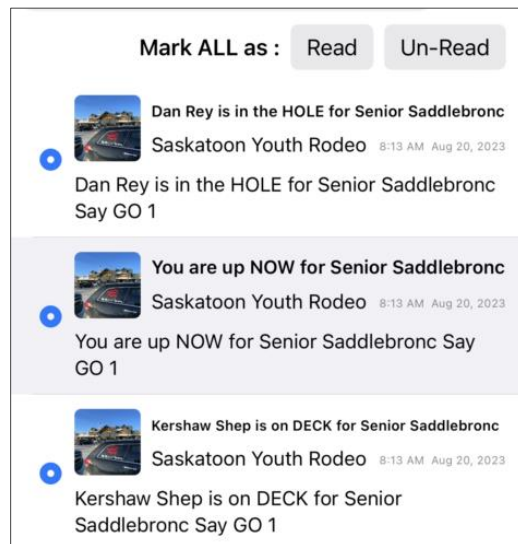 Mark ALL as : Read Un-Read
Dan Rey is in the HOLE for Senior Saddlebronc
Saskatoon Youth Rodeo 8:13 AM Aug 20, 2023
Dan Rey is in the HOLE for Senior Saddlebronc
Say GO 1
You are up NOW for Senior Saddlebronc
Saskatoon Youth Rodeo 8:13 AM Aug 20, 2023
You are up NOW for Senior Saddlebronc Say
GO 1
Kershaw Shep is on DECK for Senior Saddlebronc
Saskatoon Youth Rodeo 8:13 AM Aug 20, 2023
Kershaw Shep is on DECK for Senior
Saddlebronc Say GO 1